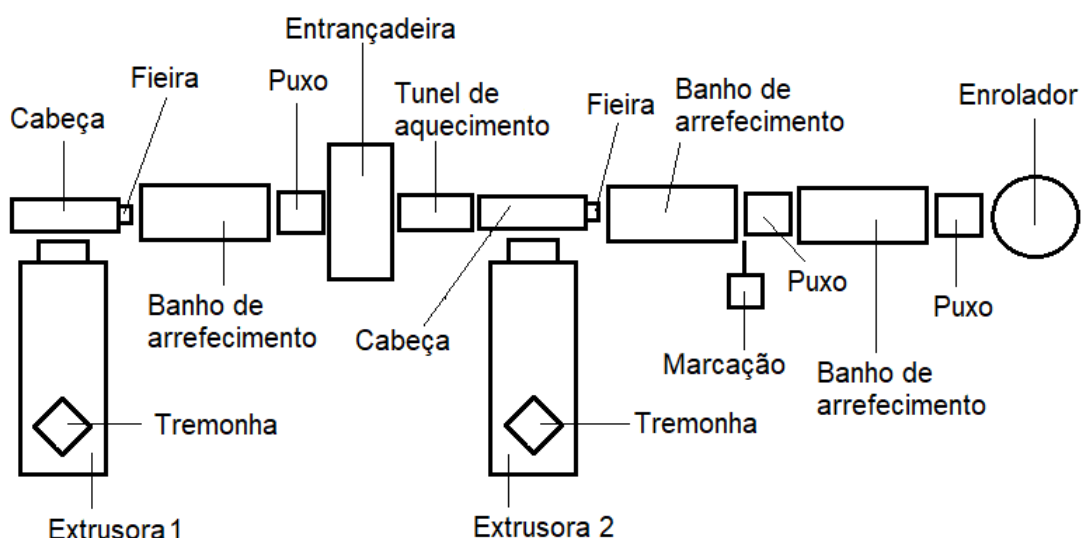 Entrançadeira
Fieira
Puxo
Cabeça
Tunel de
aquecimento
Fieira
Banho de
arrefecimento
Enrolador
Banho de
arrefecimento
Cabeça
Puxo
Puxo
Marcação
Banho de
arrefecimento
Tremonha
Tremonha
Extrusora 1
Extrusora 2